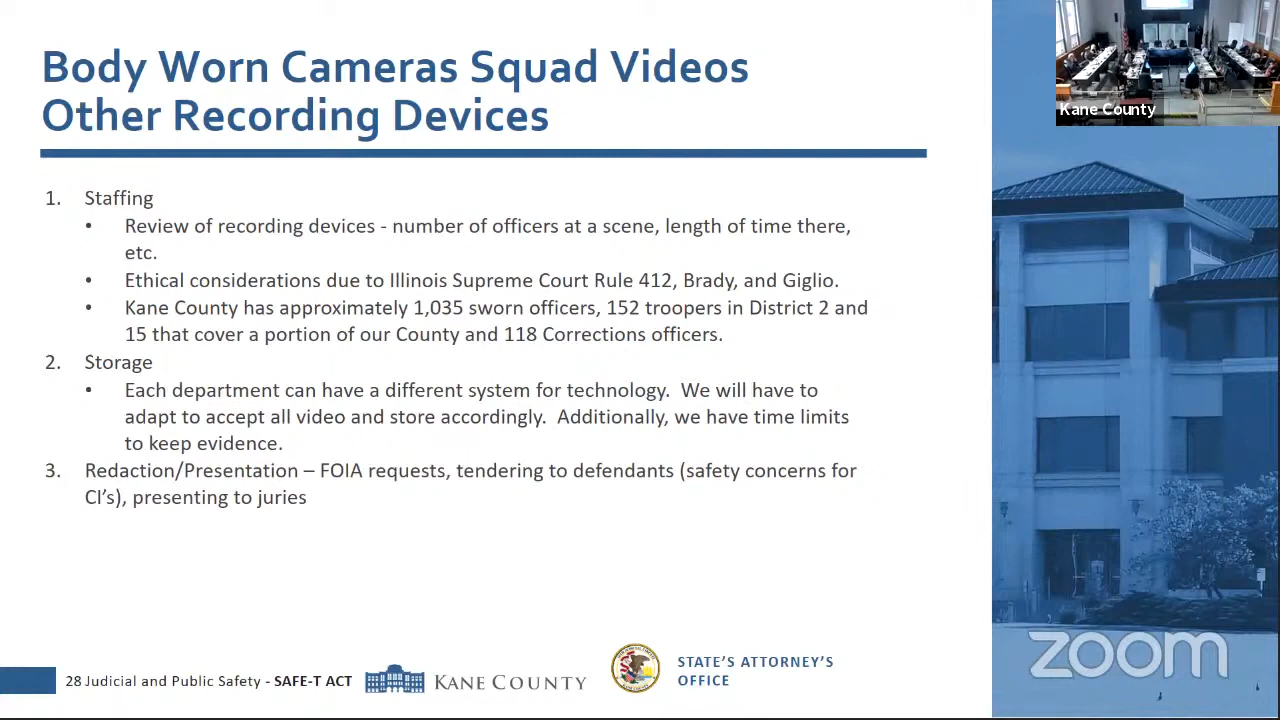 Body Worn Cameras Squad Videos
Other Recording Devices
Kane County
1. Staffing
• Review of recording devices - number of officers at a scene, length of time there,
etc.
• Ethical considerations due to Illinois Supreme Court Rule 412, Brady, and Giglio.
• Kane County has approximately 1,035 sworn officers, 152 troopers in District 2 and
15 that cover a portion of our County and 118 Corrections officers.
2. Storage
• Each department can have a different system for technology.  We will have to
adapt to accept all video and store accordingly.  Additionally, we have time limits
to keep evidence.
3. Redaction/Presentation – FOIA requests, tendering to defendants (safety concerns for
CI's), presenting to juries
28 Judicial and Public Safety - SAFE-T ACT
KANE COUNTY
STATE'S ATTORNEY'S
OFFICE
zoom